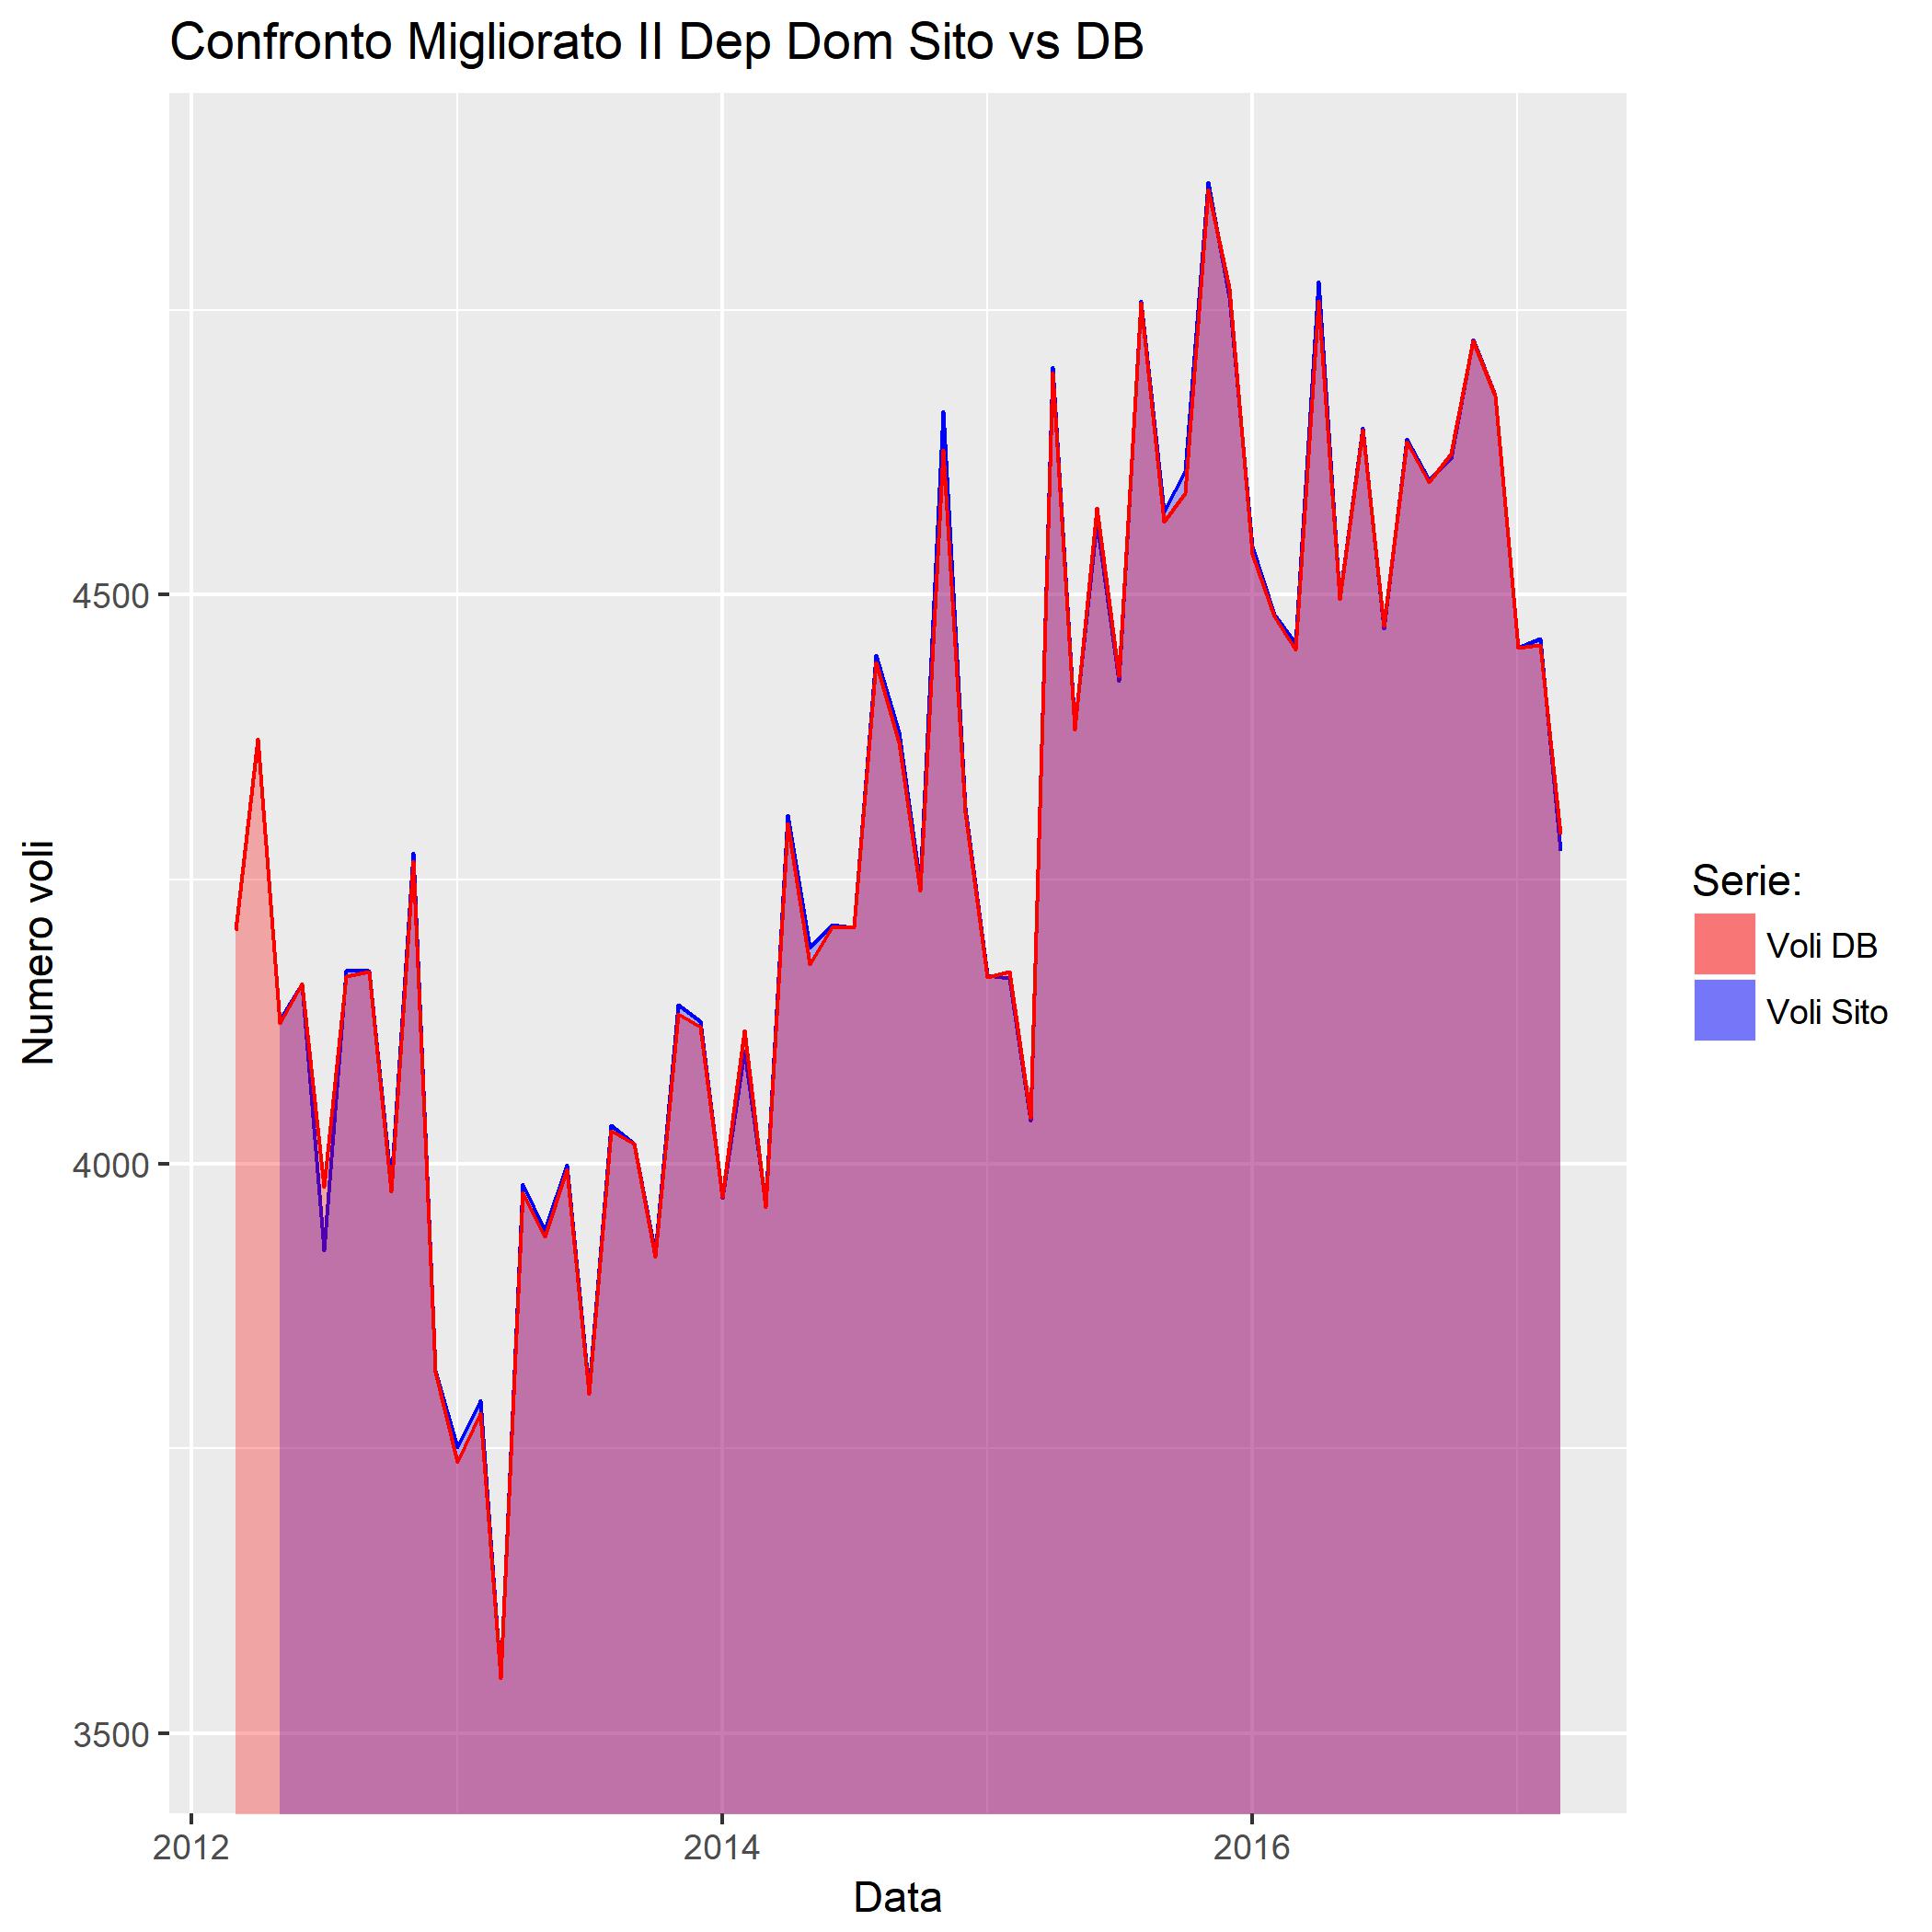 Confronto Migliorato II Dep Dom Sito vs DB
Numero voli
4500
4000
3500
2012
2014
2016
Data
Serie:
Voli DB
Voli Sito